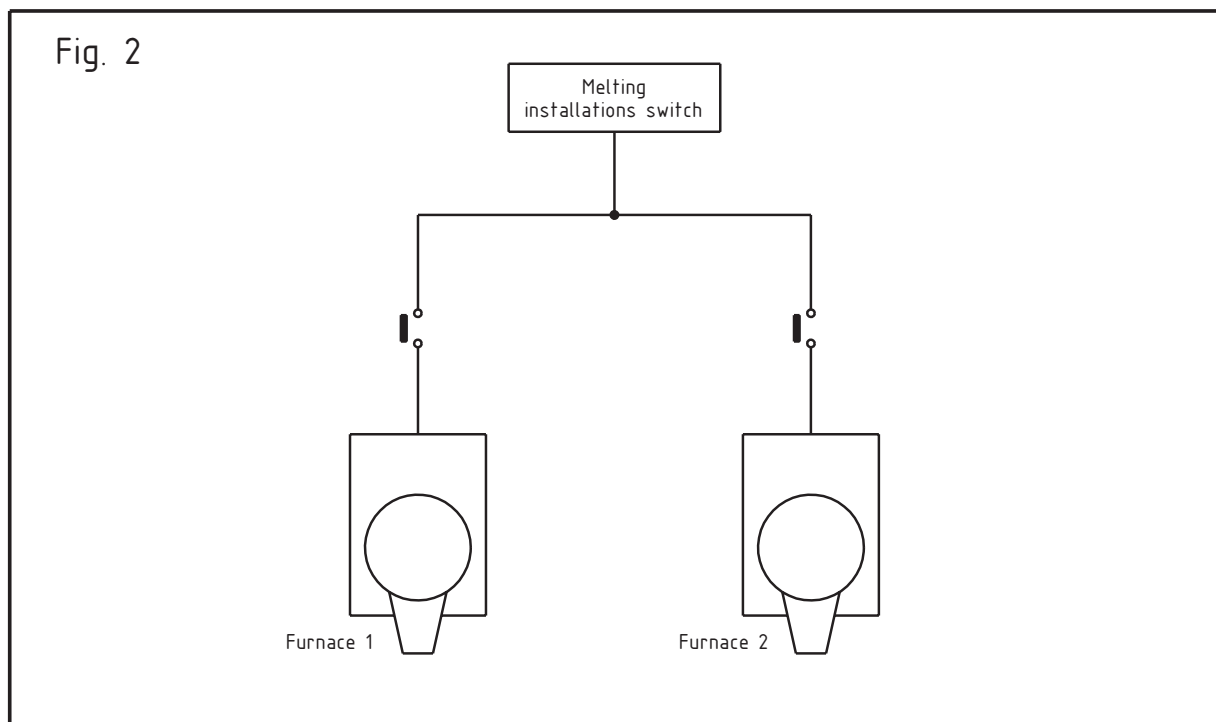 Fig. 2
Melting
installations switch
Furnace 1
Furnace 2